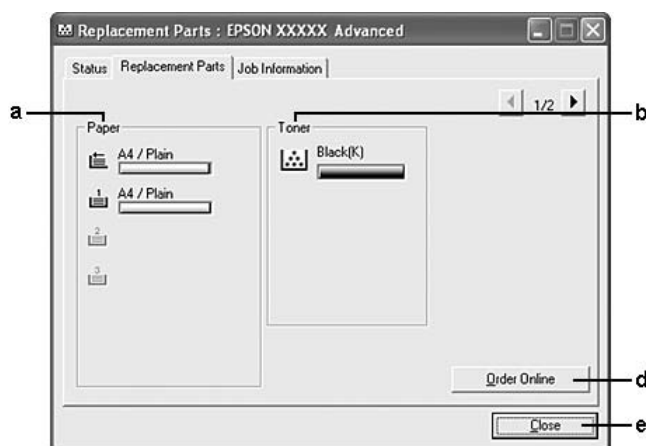 Replacement Parts : EPSON XXXXX Advanced
Status Replacement Parts Job Information
1/2
a
b
Paper
Toner
A4 / Plain
Black(K)
1
A4 / Plain
2
3
Order Online
d
Close
e